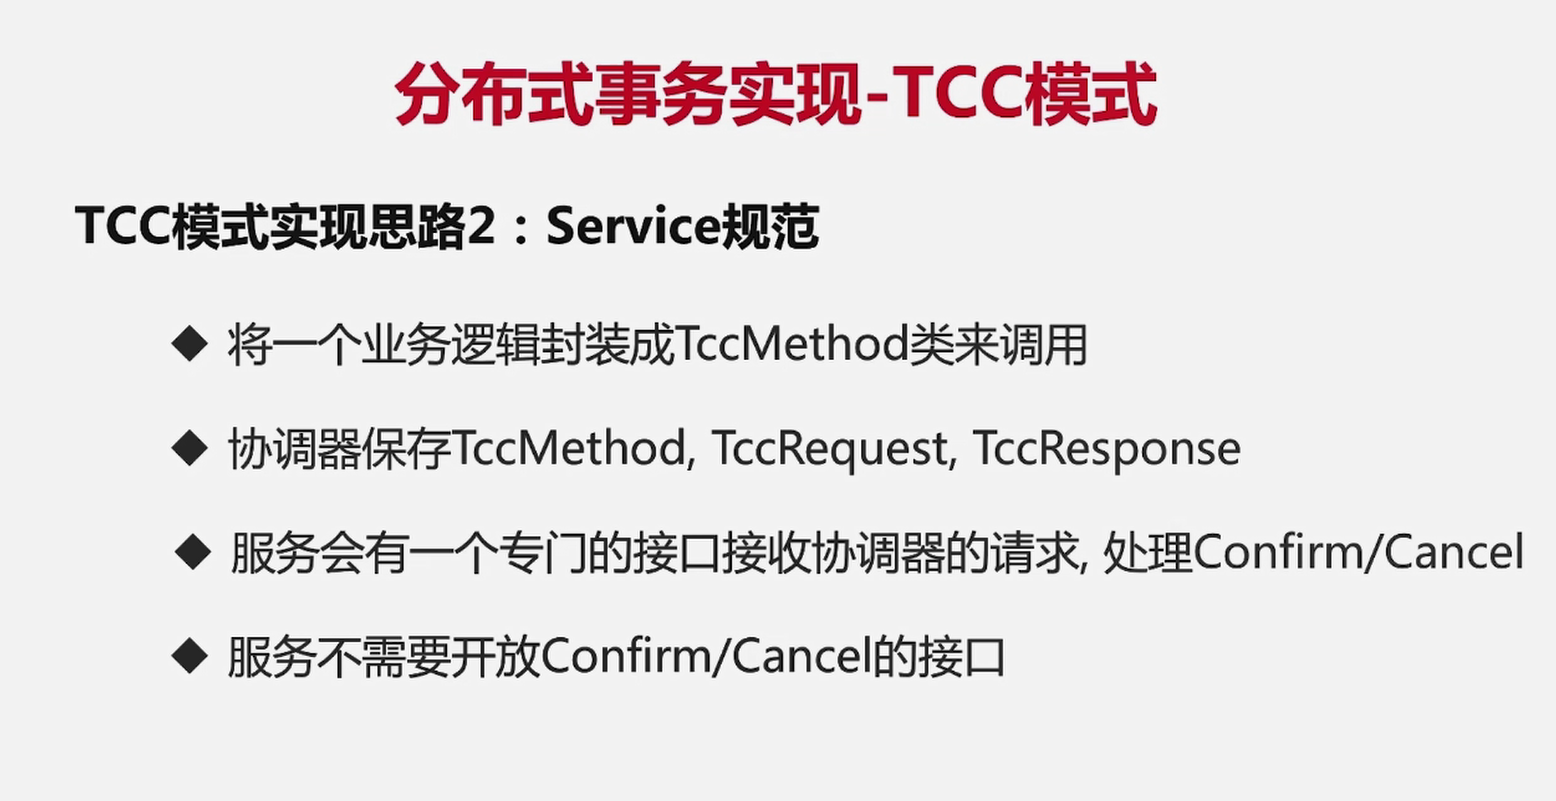 分布式事务实现-TCC模式
TCC模式实现思路2：Service规范
◆ 将一个业务逻辑封装成TccMethod类来调用
◆ 协调器保存TccMethod, TccRequest, TccResponse
◆ 服务会有一个专门的接口接收协调器的请求, 处理Confirm/Cancel
◆ 服务不需要开放Confirm/Cancel的接口